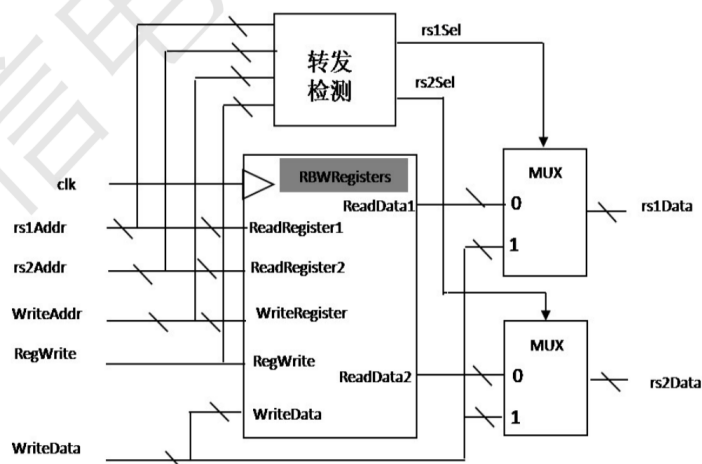 rs1Sel
转发
检测
rs2Sel
clk
RBWRegisters
MUX
ReadData1
0
rs1Data
rs1Addr
ReadRegister1
1
rs2Addr
ReadRegister2
WriteAddr
WriteRegister
RegWrite
RegWrite
MUX
ReadData2
0
rs2Data
WriteData
1
WriteData